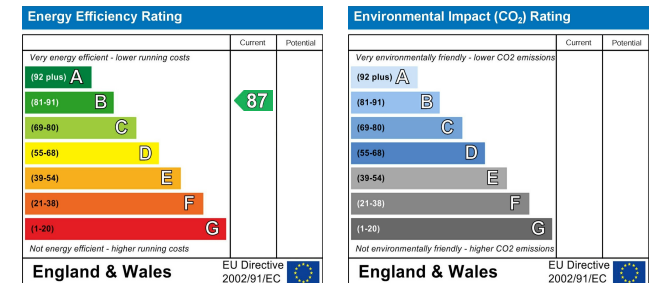 Energy Efficiency Rating
Current Potential
Very energy efficient - lower running costs
(92 plus) A
(81-91) B
87
(69-80) C
(55-68) D
(39-54) E
(21-38) F
(1-20) G
Not energy efficient - higher running costs
England & Wales
EU Directive
2002/91/EC
Environmental Impact (CO₂) Rating
Current Potential
Very environmentally friendly - lower CO2 emissions
(92 plus) A
(81-91) B
(69-80) C
(55-68) D
(39-54) E
(21-38) F
(1-20) G
Not environmentally friendly - higher CO2 emissions
England & Wales
EU Directive
2002/91/EC